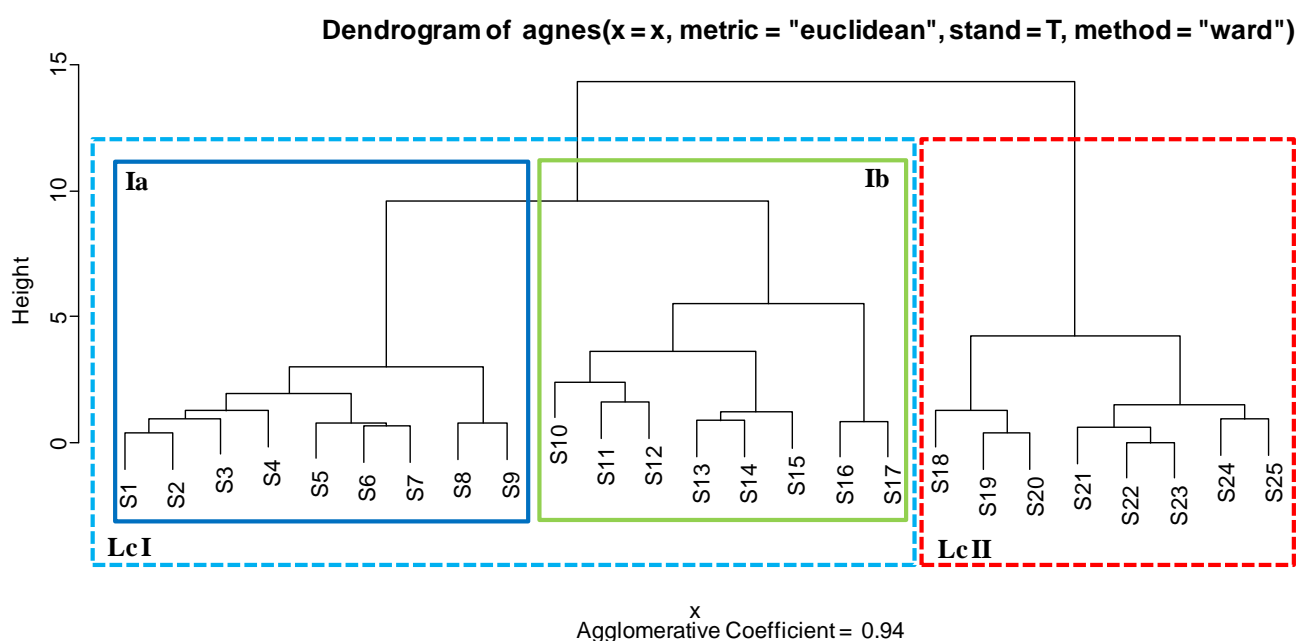 Dendrogram of agnes(x = x, metric = "euclidean", stand = T, method = "ward")
15
10
5
0
Height
Ia
Ib
S1
S2
S3
S4
S5
S6
S7
S8
S9
S10
S11
S12
S13
S14
S15
S16
S17
S18
S19
S20
S21
S22
S23
S24
S25
Lc I
Lc II
x
Agglomerative Coefficient = 0.94